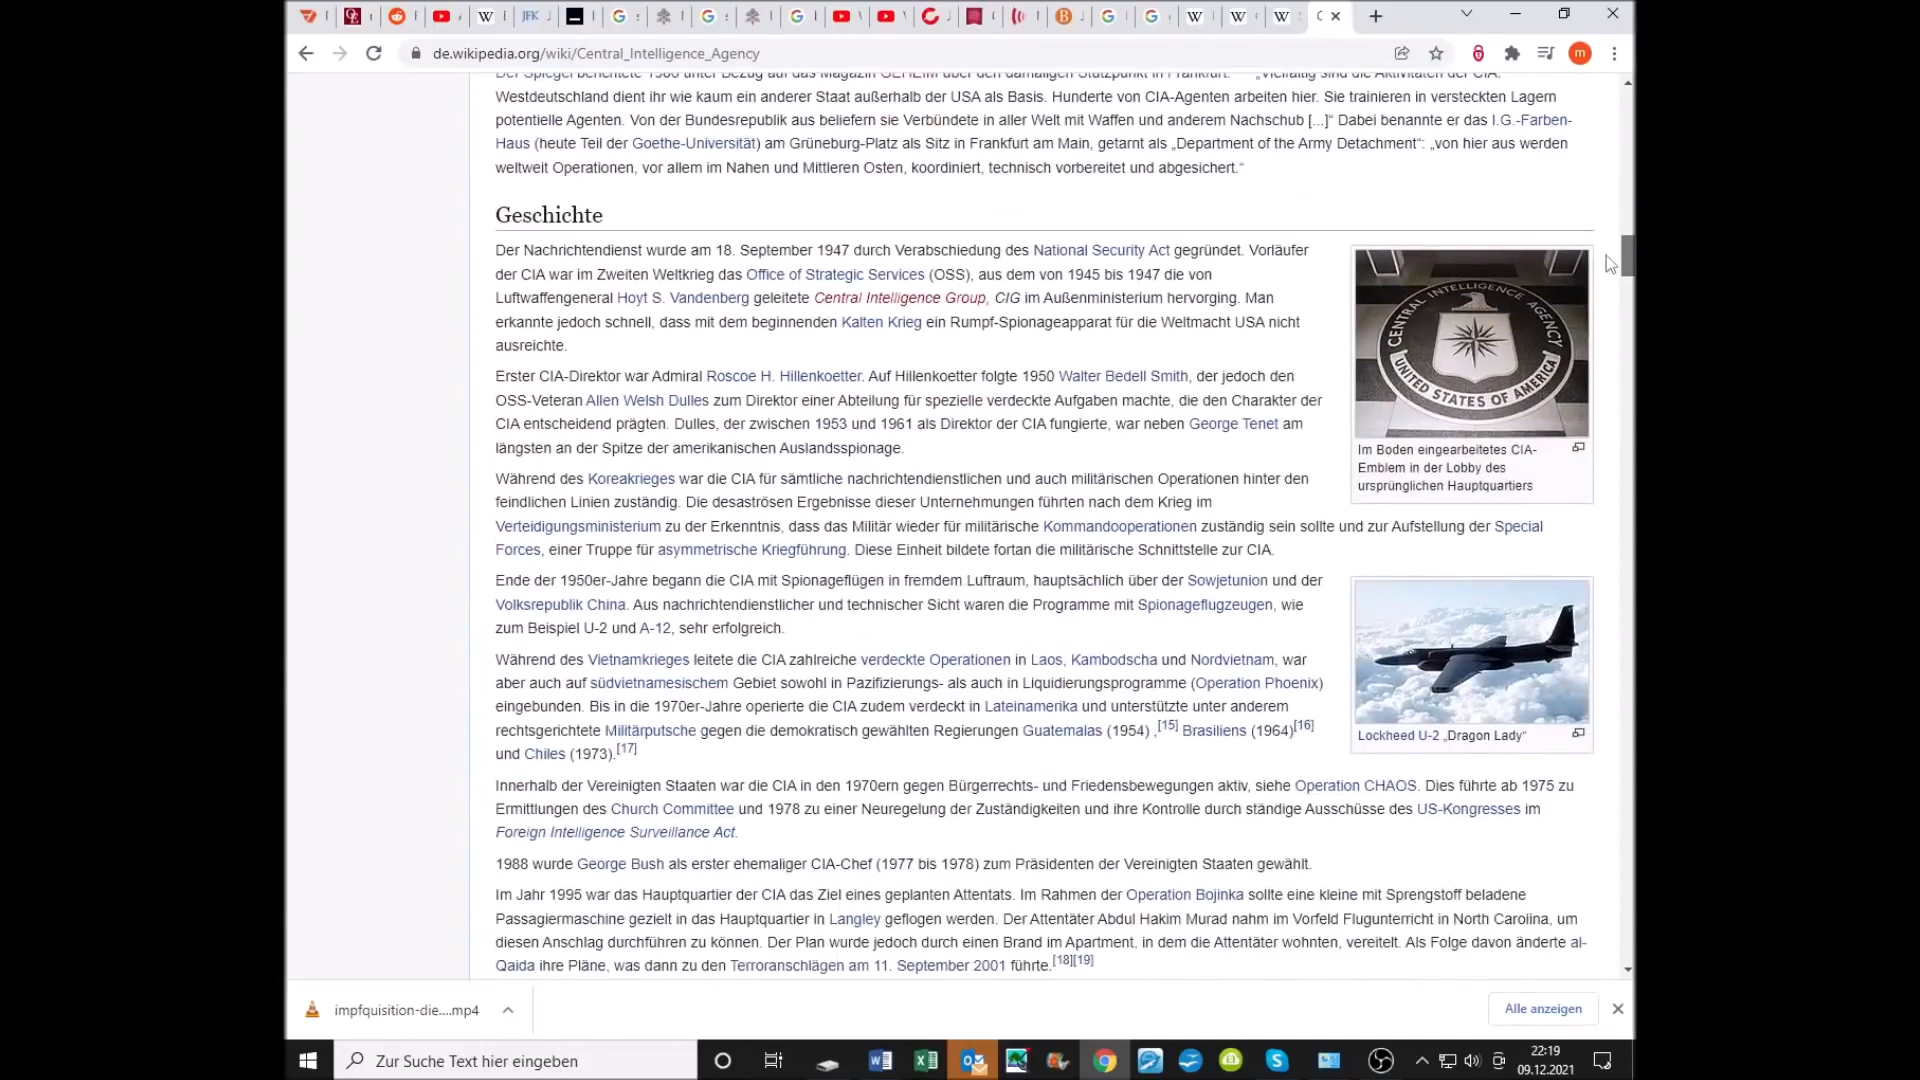 JFK
de.wikipedia.org/wiki/Central_Intelligence_Agency
m
Der Spiegel berichtete 1986 unter Bezug auf das Magazin GEHEIM über den damaligen Stützpunkt in Frankfurt: „Vielfältig sind die Aktivitäten der CIA.
Westdeutschland dient ihr wie kaum ein anderer Staat außerhalb der USA als Basis. Hunderte von CIA-Agenten arbeiten hier. Sie trainieren in versteckten Lagern
potentielle Agenten. Von der Bundesrepublik aus beliefern sie Verbündete in aller Welt mit Waffen und anderem Nachschub [...]“ Dabei benannte er das I.G.-Farben-
Haus (heute Teil der Goethe-Universität) am Grüneburg-Platz als Sitz in Frankfurt am Main, getarnt als „Department of the Army Detachment“: „von hier aus werden
weltweit Operationen, vor allem im Nahen und Mittleren Osten, koordiniert, technisch vorbereitet und abgesichert.“
Geschichte
Der Nachrichtendienst wurde am 18. September 1947 durch Verabschiedung des National Security Act gegründet. Vorläufer
der CIA war im Zweiten Weltkrieg das Office of Strategic Services (OSS), aus dem von 1945 bis 1947 die von
Luftwaffengeneral Hoyt S. Vandenberg geleitete Central Intelligence Group, CIG im Außenministerium hervorging. Man
erkannte jedoch schnell, dass mit dem beginnenden Kalten Krieg ein Rumpf-Spionageapparat für die Weltmacht USA nicht
ausreichte.
CENTRAL INTELLIGENCE AGENCY
UNITED STATES OF AMERICA
Im Boden eingearbeitetes CIA-
Emblem in der Lobby des
ursprünglichen Hauptquartiers
Erster CIA-Direktor war Admiral Roscoe H. Hillenkoetter. Auf Hillenkoetter folgte 1950 Walter Bedell Smith, der jedoch den
OSS-Veteran Allen Welsh Dulles zum Direktor einer Abteilung für spezielle verdeckte Aufgaben machte, die den Charakter der
CIA entscheidend prägten. Dulles, der zwischen 1953 und 1961 als Direktor der CIA fungierte, war neben George Tenet am
längsten an der Spitze der amerikanischen Auslandsspionage.
Während des Koreakrieges war die CIA für sämtliche nachrichtendienstlichen und auch militärischen Operationen hinter den
feindlichen Linien zuständig. Die desaströsen Ergebnisse dieser Unternehmungen führten nach dem Krieg im
Verteidigungsministerium zu der Erkenntnis, dass das Militär wieder für militärische Kommandooperationen zuständig sein sollte und zur Aufstellung der Special
Forces, einer Truppe für asymmetrische Kriegführung. Diese Einheit bildete fortan die militärische Schnittstelle zur CIA.
Ende der 1950er-Jahre begann die CIA mit Spionageflügen in fremdem Luftraum, hauptsächlich über der Sowjetunion und der
Volksrepublik China. Aus nachrichtendienstlicher und technischer Sicht waren die Programme mit Spionageflugzeugen, wie
zum Beispiel U-2 und A-12, sehr erfolgreich.
Während des Vietnamkrieges leitete die CIA zahlreiche verdeckte Operationen in Laos, Kambodscha und Nordvietnam, war
aber auch auf südvietnamesischem Gebiet sowohl in Pazifizierungs- als auch in Liquidierungsprogramme (Operation Phoenix)
eingebunden. Bis in die 1970er-Jahre operierte die CIA zudem verdeckt in Lateinamerika und unterstützte unter anderem
rechtsgerichtete Militärputsche gegen die demokratisch gewählten Regierungen Guatemalas (1954) ,[15] Brasiliens (1964)[16]
und Chiles (1973).[17]
Lockheed U-2 „Dragon Lady“
Innerhalb der Vereinigten Staaten war die CIA in den 1970ern gegen Bürgerrechts- und Friedensbewegungen aktiv, siehe Operation CHAOS. Dies führte ab 1975 zu
Ermittlungen des Church Committee und 1978 zu einer Neuregelung der Zuständigkeiten und ihre Kontrolle durch ständige Ausschüsse des US-Kongresses im
Foreign Intelligence Surveillance Act.
1988 wurde George Bush als erster ehemaliger CIA-Chef (1977 bis 1978) zum Präsidenten der Vereinigten Staaten gewählt.
Im Jahr 1995 war das Hauptquartier der CIA das Ziel eines geplanten Attentats. Im Rahmen der Operation Bojinka sollte eine kleine mit Sprengstoff beladene
Passagiermaschine gezielt in das Hauptquartier in Langley geflogen werden. Der Attentäter Abdul Hakim Murad nahm im Vorfeld Flugunterricht in North Carolina, um
diesen Anschlag durchführen zu können. Der Plan wurde jedoch durch einen Brand im Apartment, in dem die Attentäter wohnten, vereitelt. Als Folge davon änderte al-
Qaida ihre Pläne, was dann zu den Terroranschlägen am 11. September 2001 führte.[18][19]
impfquisition-die....mp4
Alle anzeigen
Zur Suche Text hier eingeben
22:19
09.12.2021